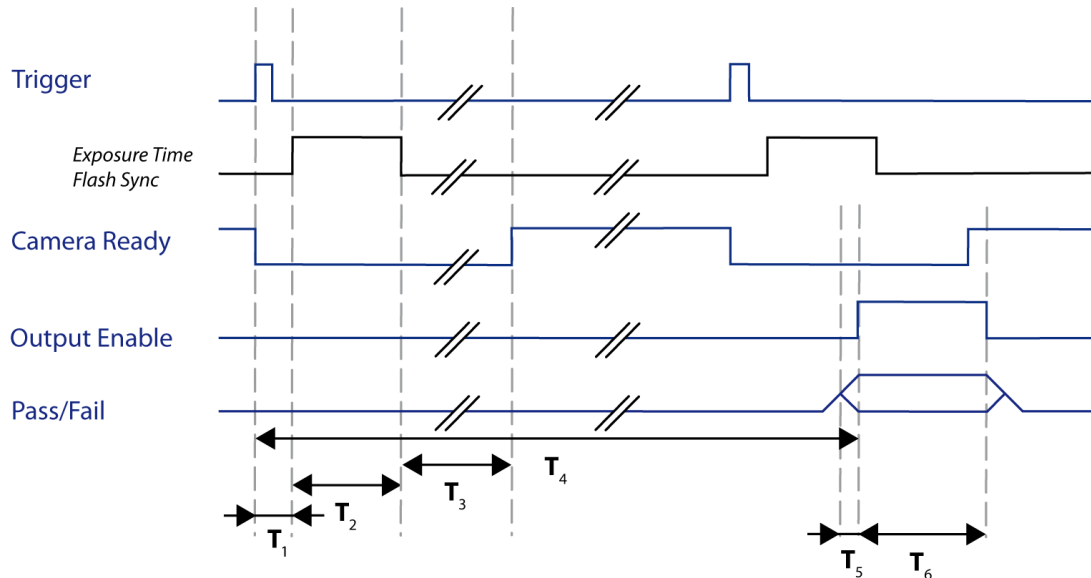 Trigger
Exposure Time
Flash Sync
Camera Ready
Output Enable
Pass/Fail
T4
T3
T2
T1
T5
T6